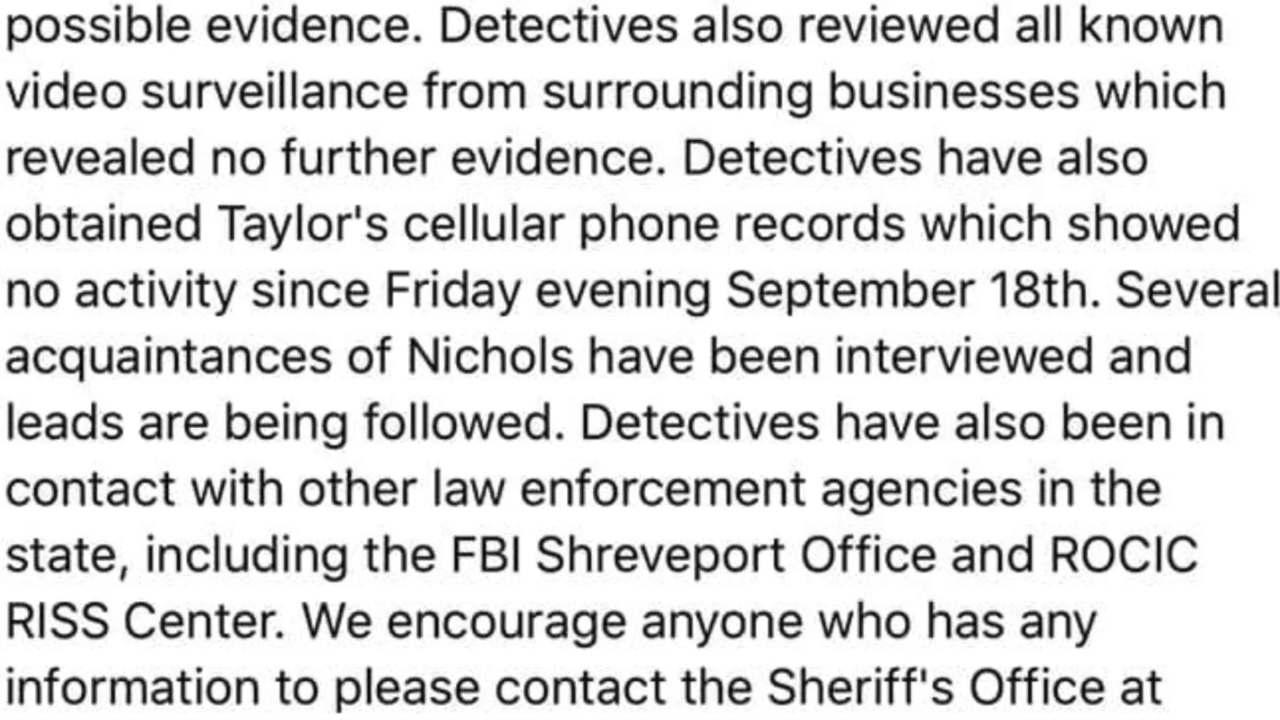 possible evidence. Detectives also reviewed all known
video surveillance from surrounding businesses which
revealed no further evidence. Detectives have also
obtained Taylor's cellular phone records which showed
no activity since Friday evening September 18th. Several
acquaintances of Nichols have been interviewed and
leads are being followed. Detectives have also been in
contact with other law enforcement agencies in the
state, including the FBI Shreveport Office and ROCIC
RISS Center. We encourage anyone who has any
information to please contact the Sheriff's Office at